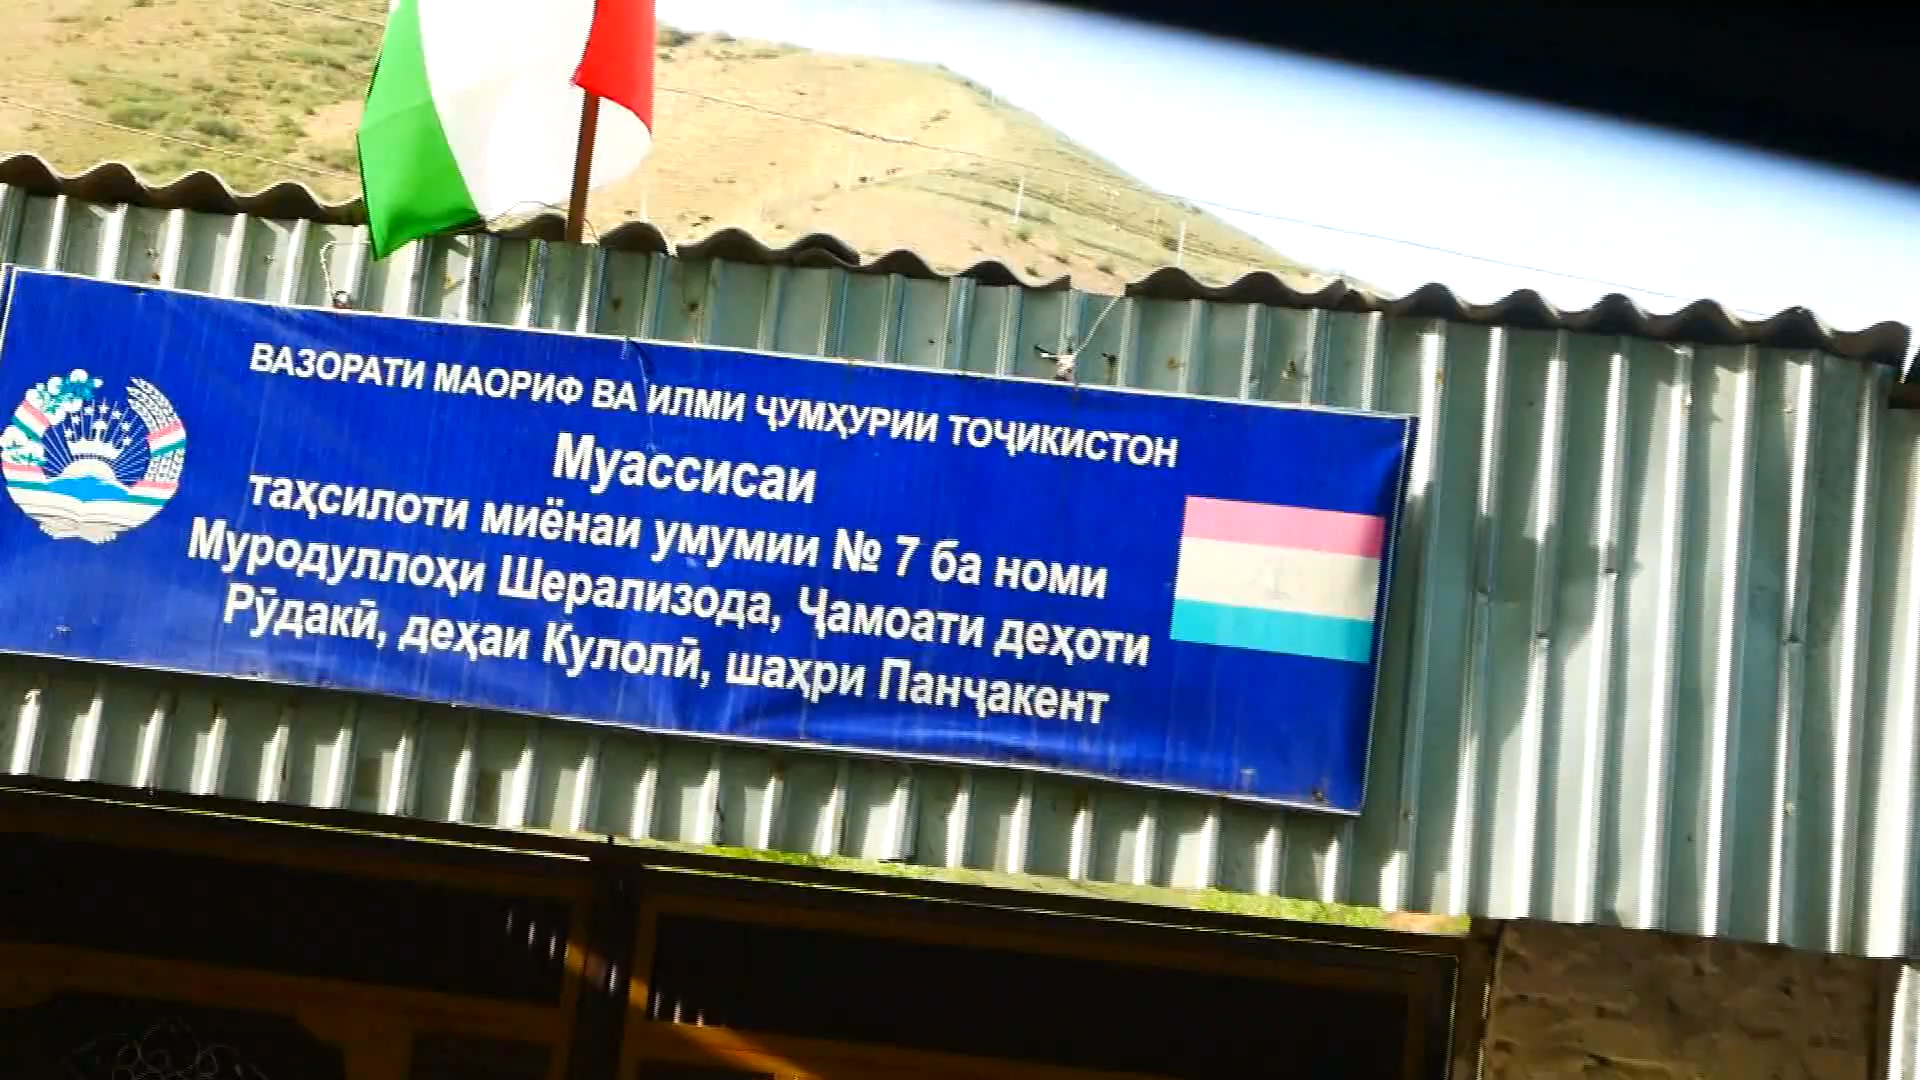 ВАЗОРАТИ МАОРИФ ВА ИЛМИ ҶУМҲУРИИ ТОҶИКИСТОН
Муассисаи
таҳсилоти миёнаи умумии № 7 ба номи
Муродуллоҳи Шерализода, Ҷамоати деҳоти
Рӯдакӣ, деҳаи Кулолӣ, шаҳри Панҷакент